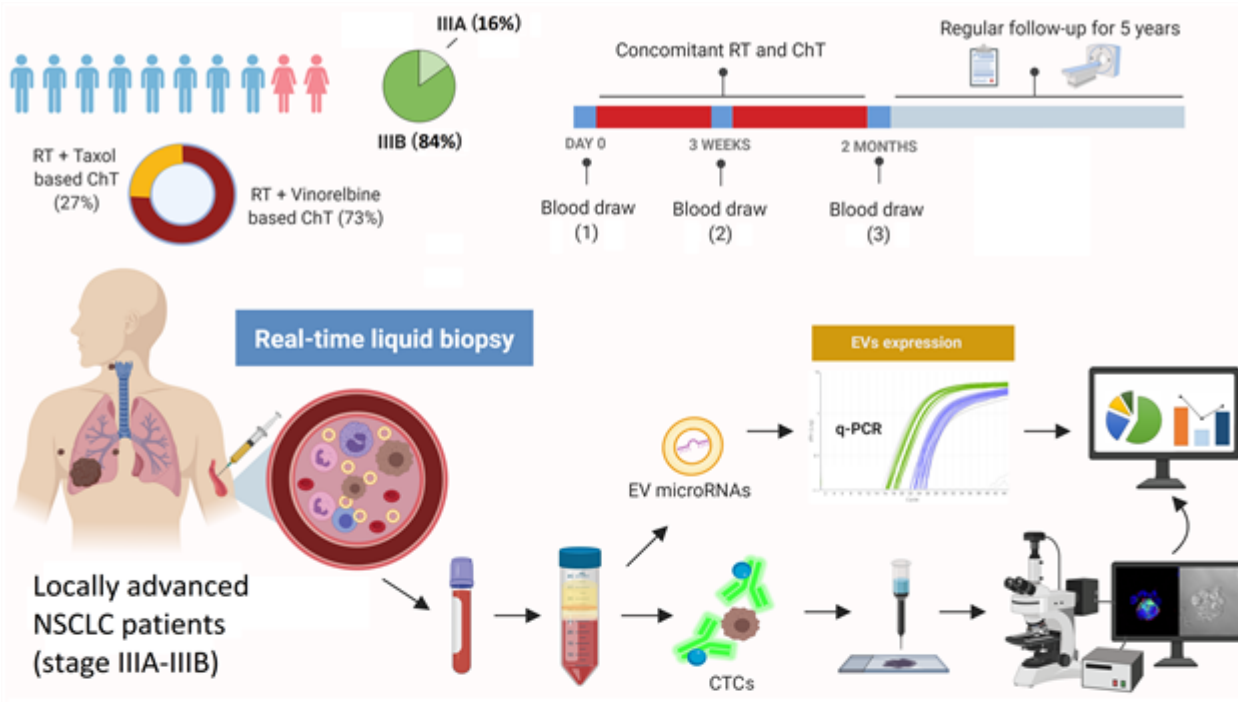 IIIA (16%)
IIIB (84%)
RT + Taxol
based ChT
(27%)
RT + Vinorelbine
based ChT (73%)
Concomitant RT and ChT
Regular follow-up for 5 years
DAY 0
3 WEEKS
2 MONTHS
Blood draw
(1)
Blood draw
(2)
Blood draw
(3)
Real-time liquid biopsy
Locally advanced
NSCLC patients
(stage IIIA-IIIB)
EV microRNAs
EVs expression
q-PCR
CTCs